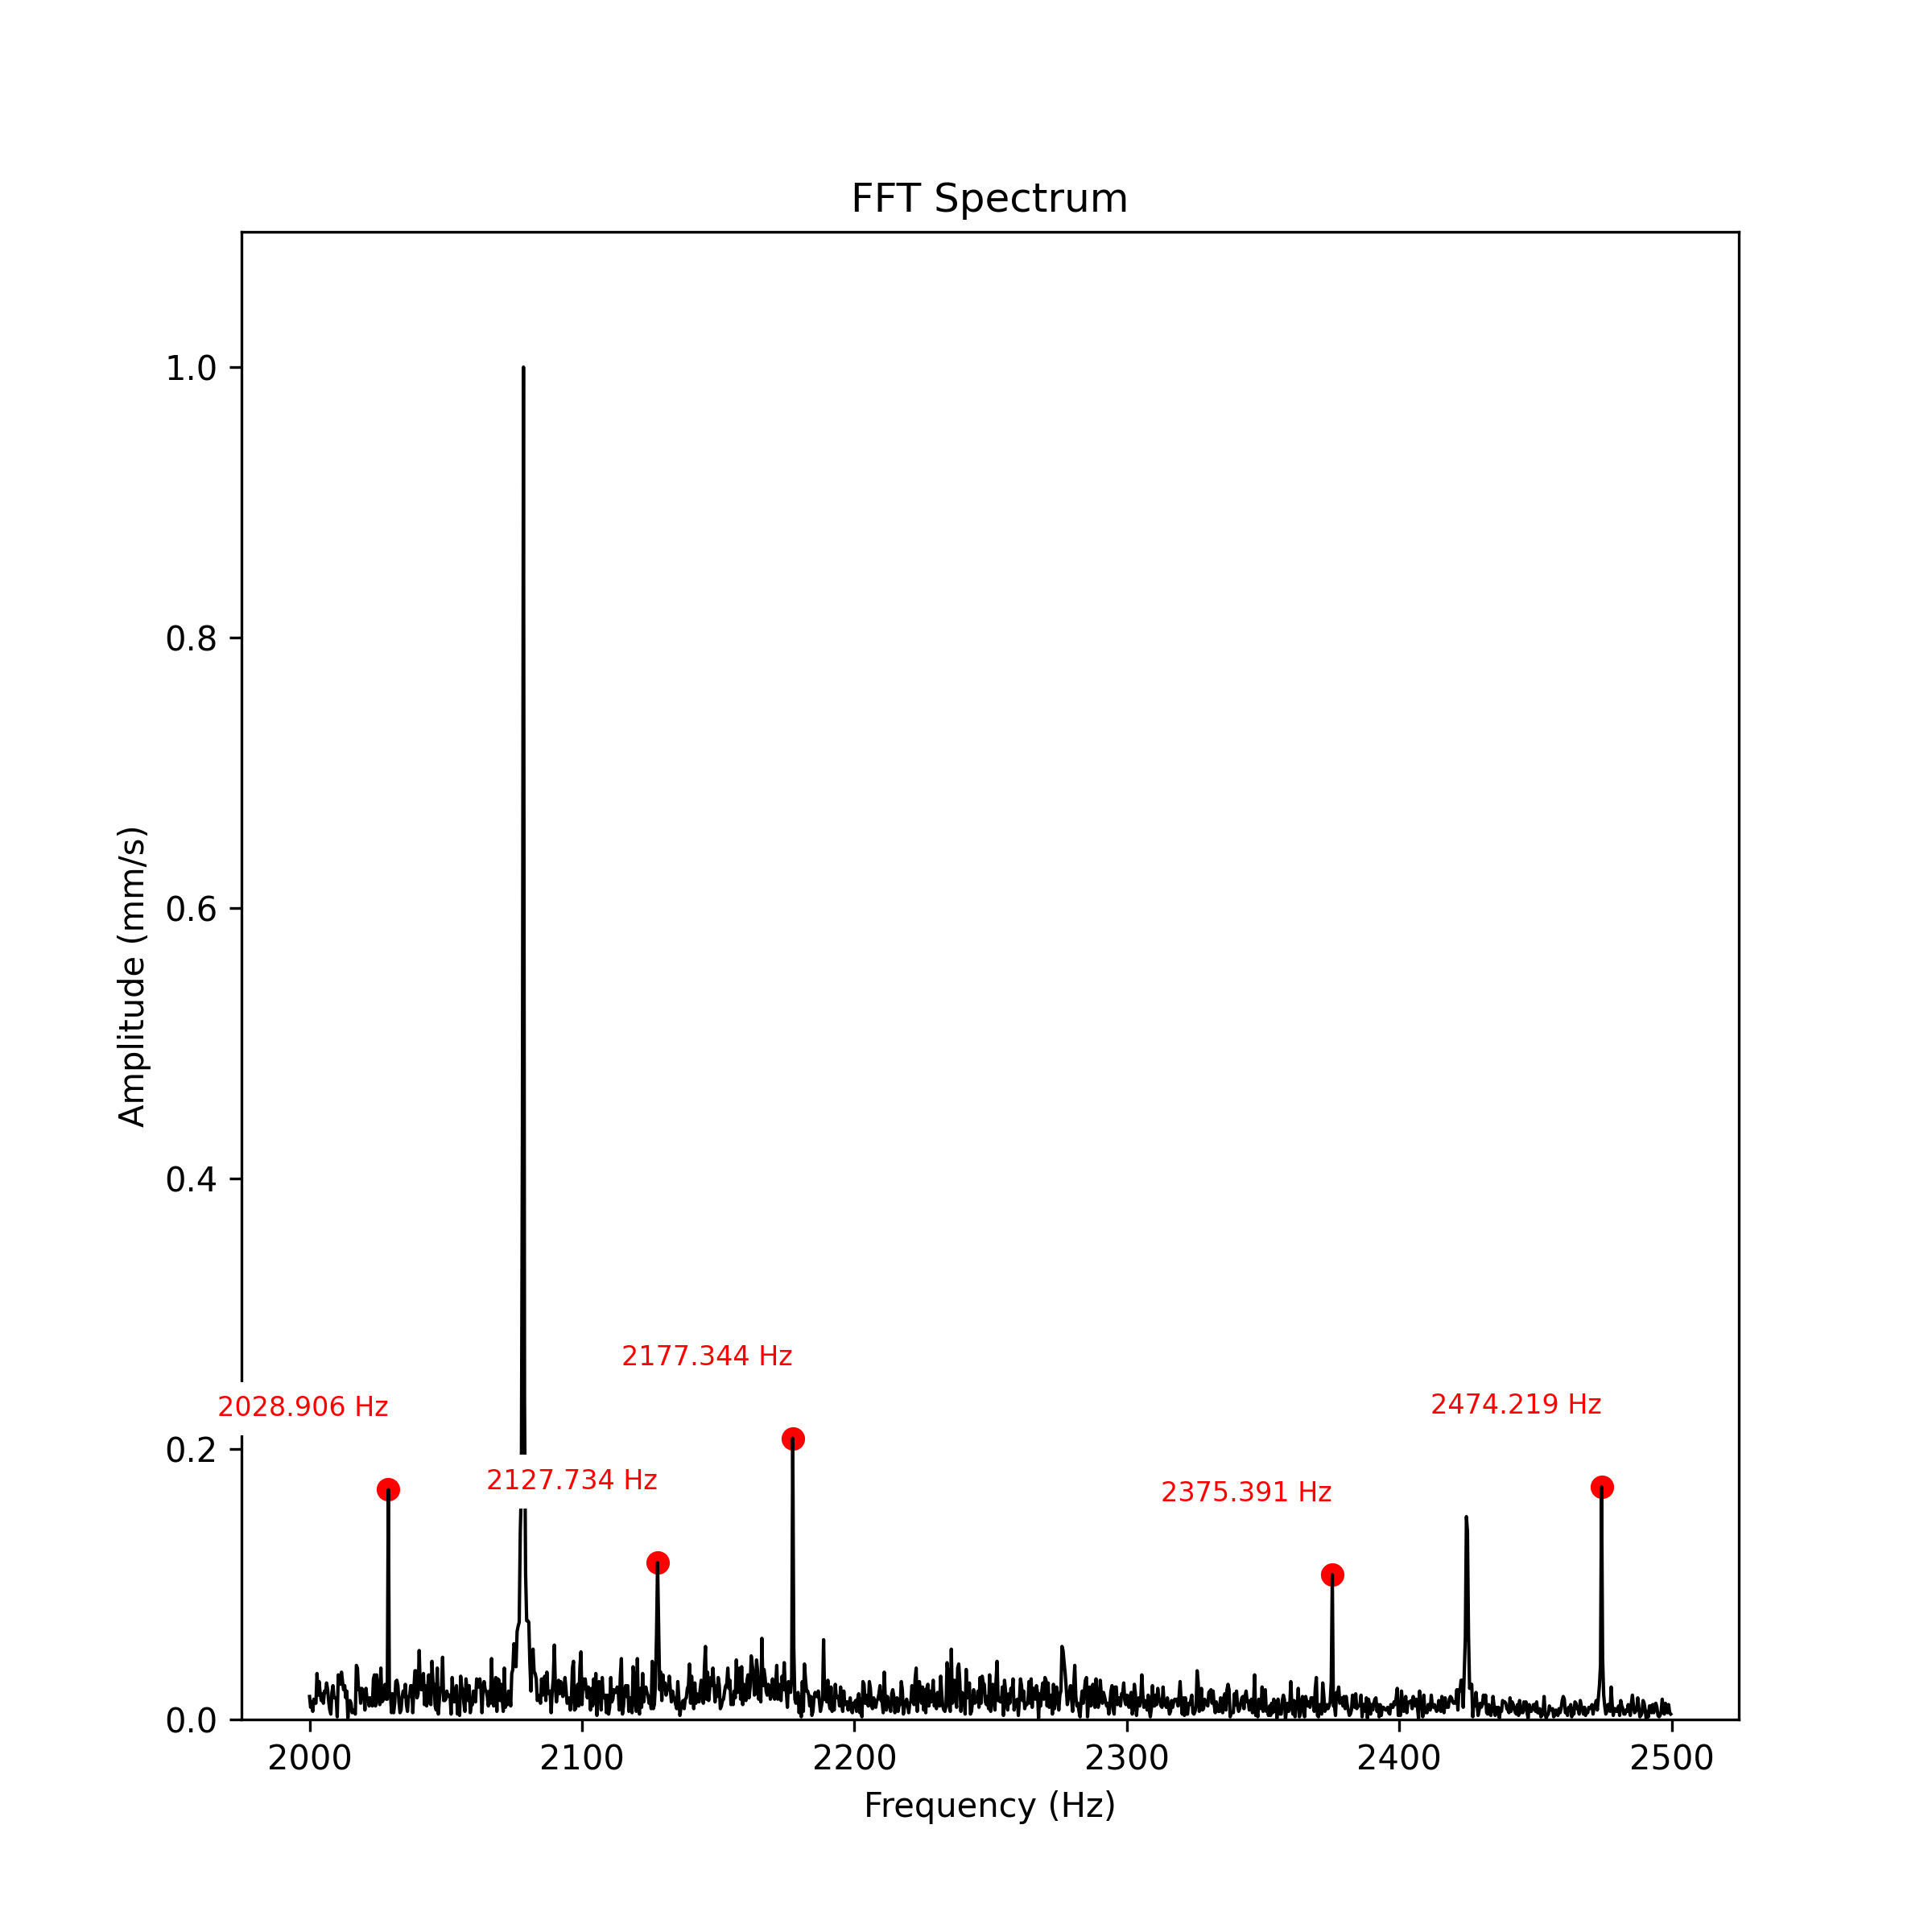 FFT Spectrum
1.0
0.8
0.6
0.4
0.2
0.0
Amplitude (mm/s)
2177.344 Hz
2028.906 Hz
2474.219 Hz
2127.734 Hz
2375.391 Hz
2000 2100 2200 2300 2400 2500
Frequency (Hz)